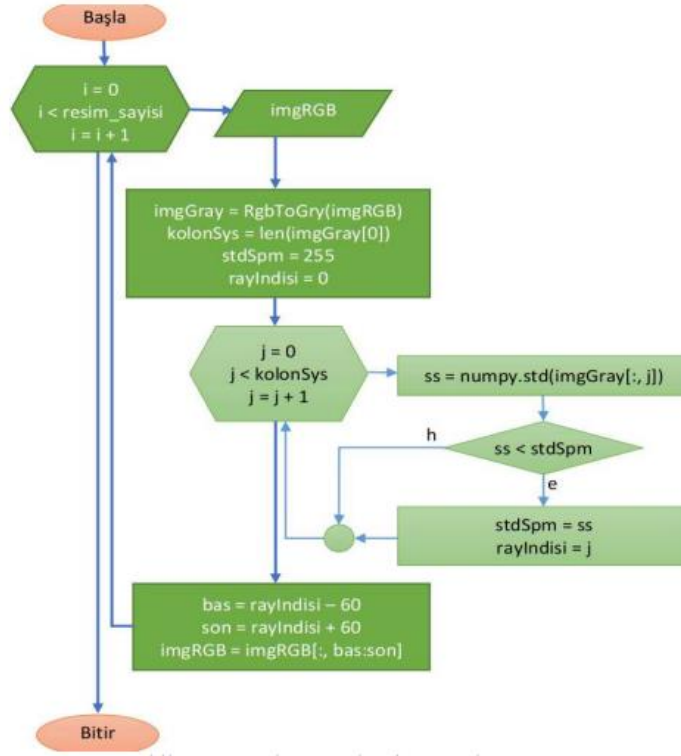 Başla
i = 0
i < resim_sayisi
i = i + 1
imgRGB
imgGray = RgbToGry(imgRGB)
kolonSys = len(imgGray[0])
stdSpm = 255
rayIndisi = 0
j = 0
j < kolonSys
j = j + 1
ss = numpy.std(imgGray[:, j])
ss < stdSpm
h
e
stdSpm = ss
rayIndisi = j
bas = rayIndisi – 60
son = rayIndisi + 60
imgRGB = imgRGB[:, bas:son]
Bitir